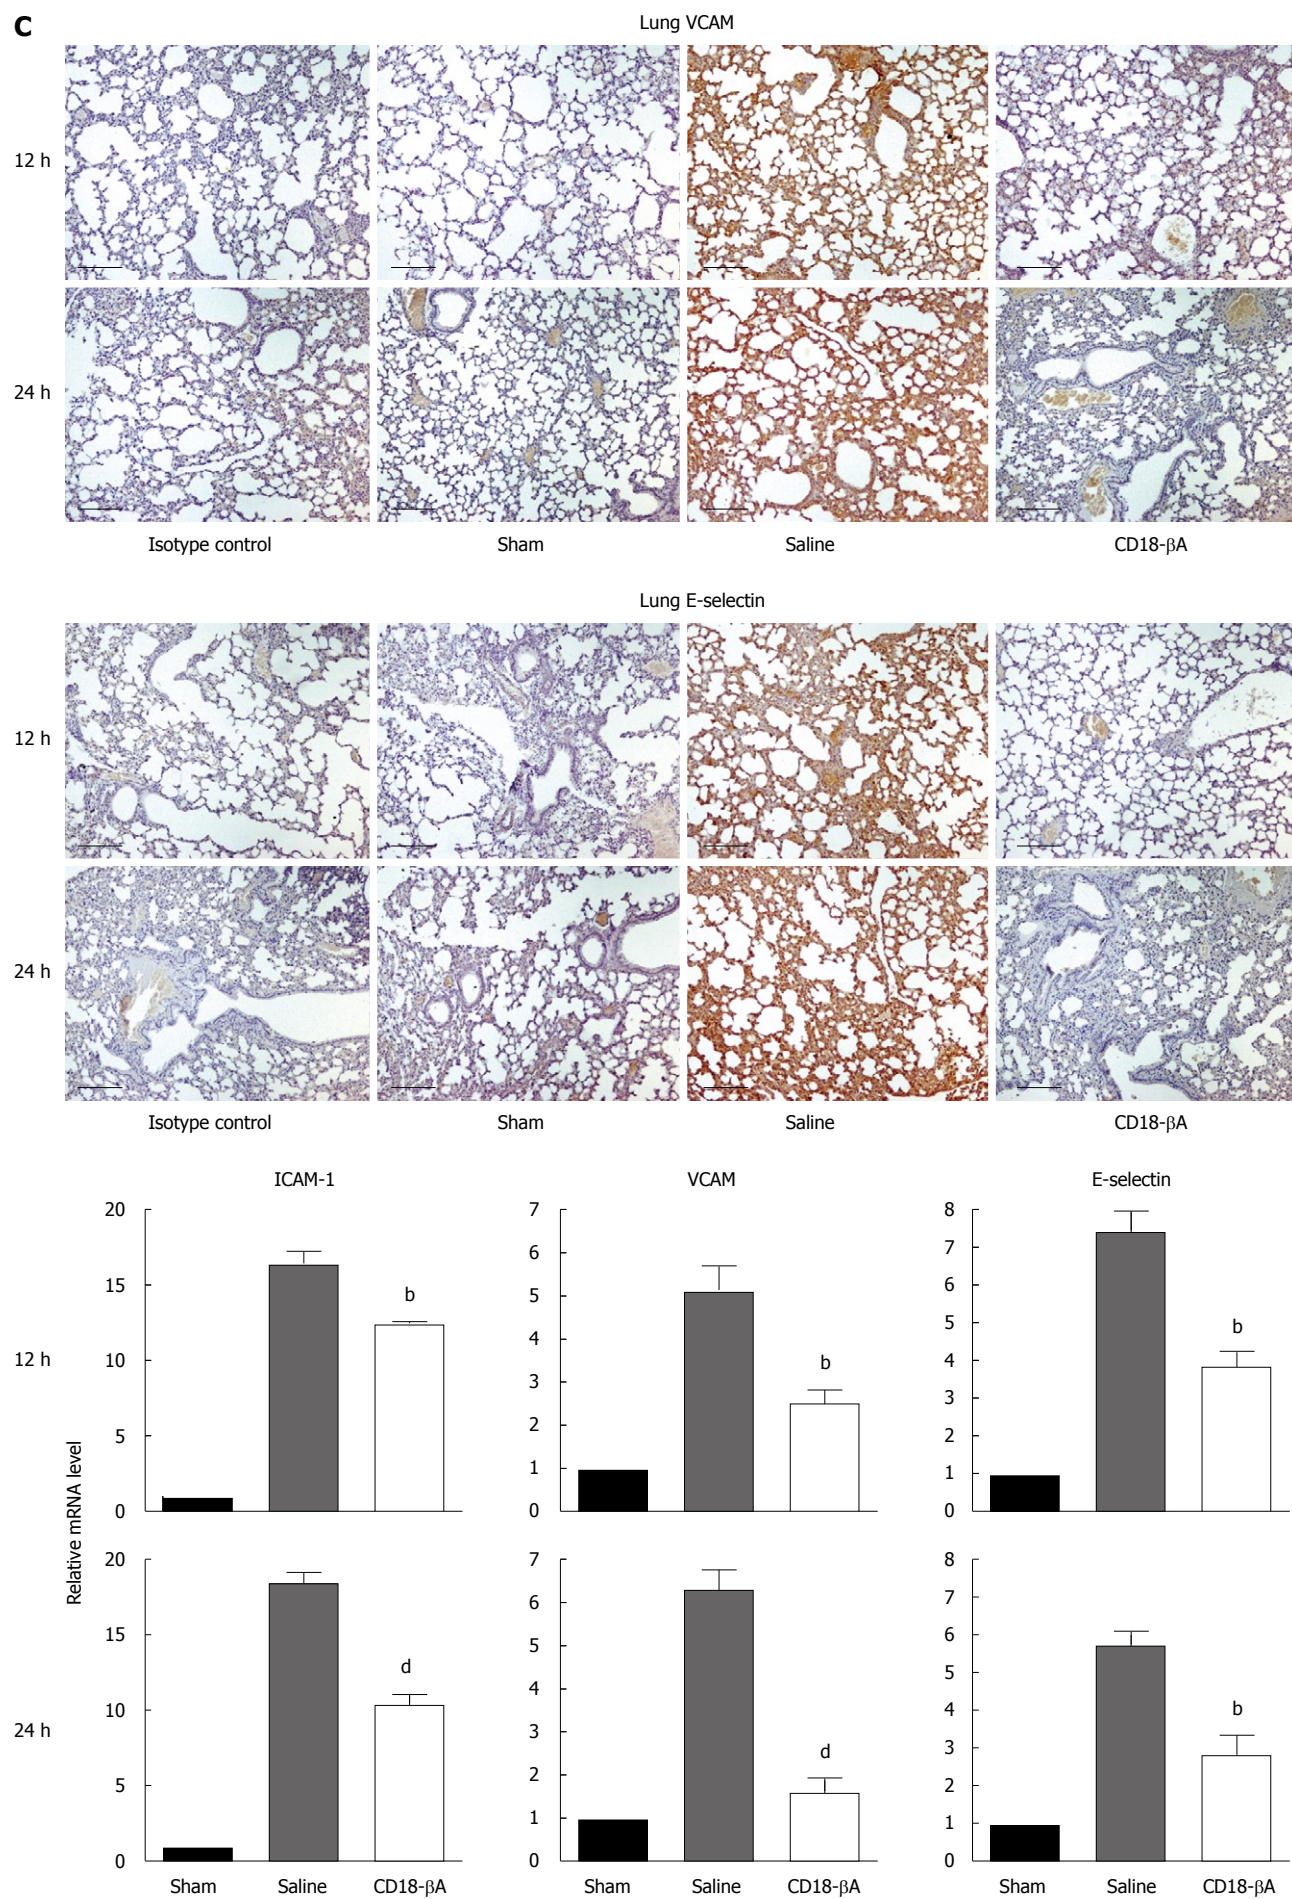 C
Lung VCAM
12 h
24 h
Isotype control Sham Saline CD18-βA
Lung E-selectin
12 h
24 h
Isotype control Sham Saline CD18-βA
ICAM-1 VCAM E-selectin
12 h
24 h
Relative mRNA level
20
15
10
5
0
b
7
6
5
4
3
2
1
0
b
8
7
6
5
4
3
2
1
0
b
20
15
10
5
0
d
7
6
5
4
3
2
1
0
d
8
7
6
5
4
3
2
1
0
b
Sham Saline CD18-βA Sham Saline CD18-βA Sham Saline CD18-βA